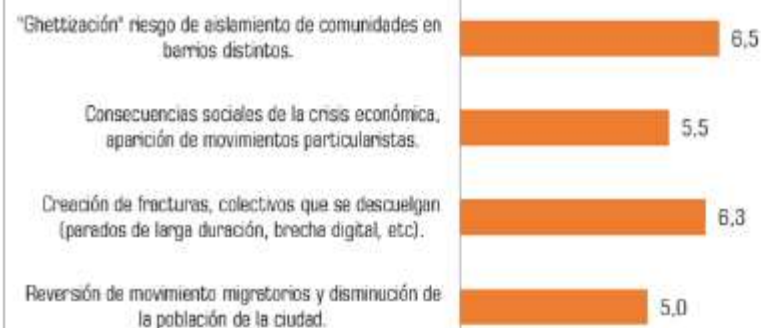 "Ghettización" riesgo de aislamiento de comunidades en
barrios distintos.
6,5
Consecuencias sociales de la crisis económica,
aparición de movimientos particularistas.
5,5
Creación de fracturas, colectivos que se descuelgan
(parados de larga duración, brecha digital, etc).
6,3
Reversión de movimiento migratorios y disminución de
la población de la ciudad.
5,0